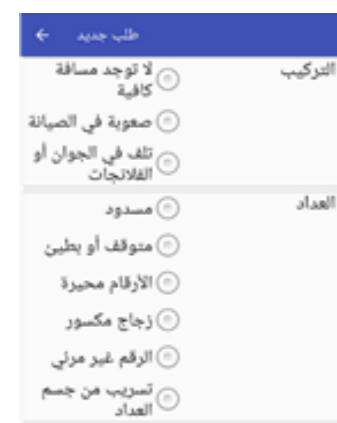 طلب جديد
التركيب
لا توجد مسافة
كافية
صعوبة في الصيانة
تلف في الجوان أو
الفلانجات
العداد
مسدود
متوقف أو بطيئ
الأرقام محيرة
زجاج مكسور
الرقم غير مرئي
تسريب من جسم
العداد